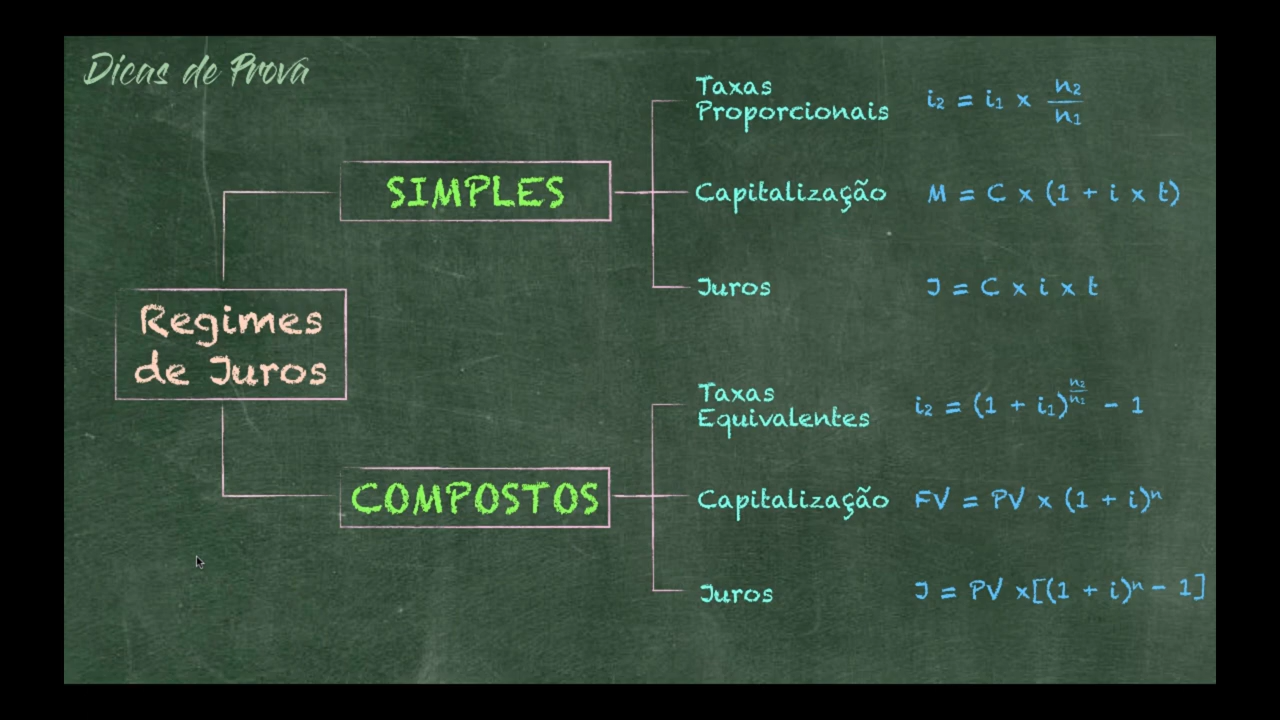 Dicas de Prova
Regimes
de Juros
SIMPLES
Taxas
Proporcionais
i₂ = i₁ x n₂/n₁
Capitalização
M = C x (1 + i x t)
Juros
J = C x i x t
COMPOSTOS
Taxas
Equivalentes
i₂ = (1 + i₁)^(n₂/n₁) - 1
Capitalização
FV = PV x (1 + i)ⁿ
Juros
J = PV x[(1 + i)ⁿ - 1]